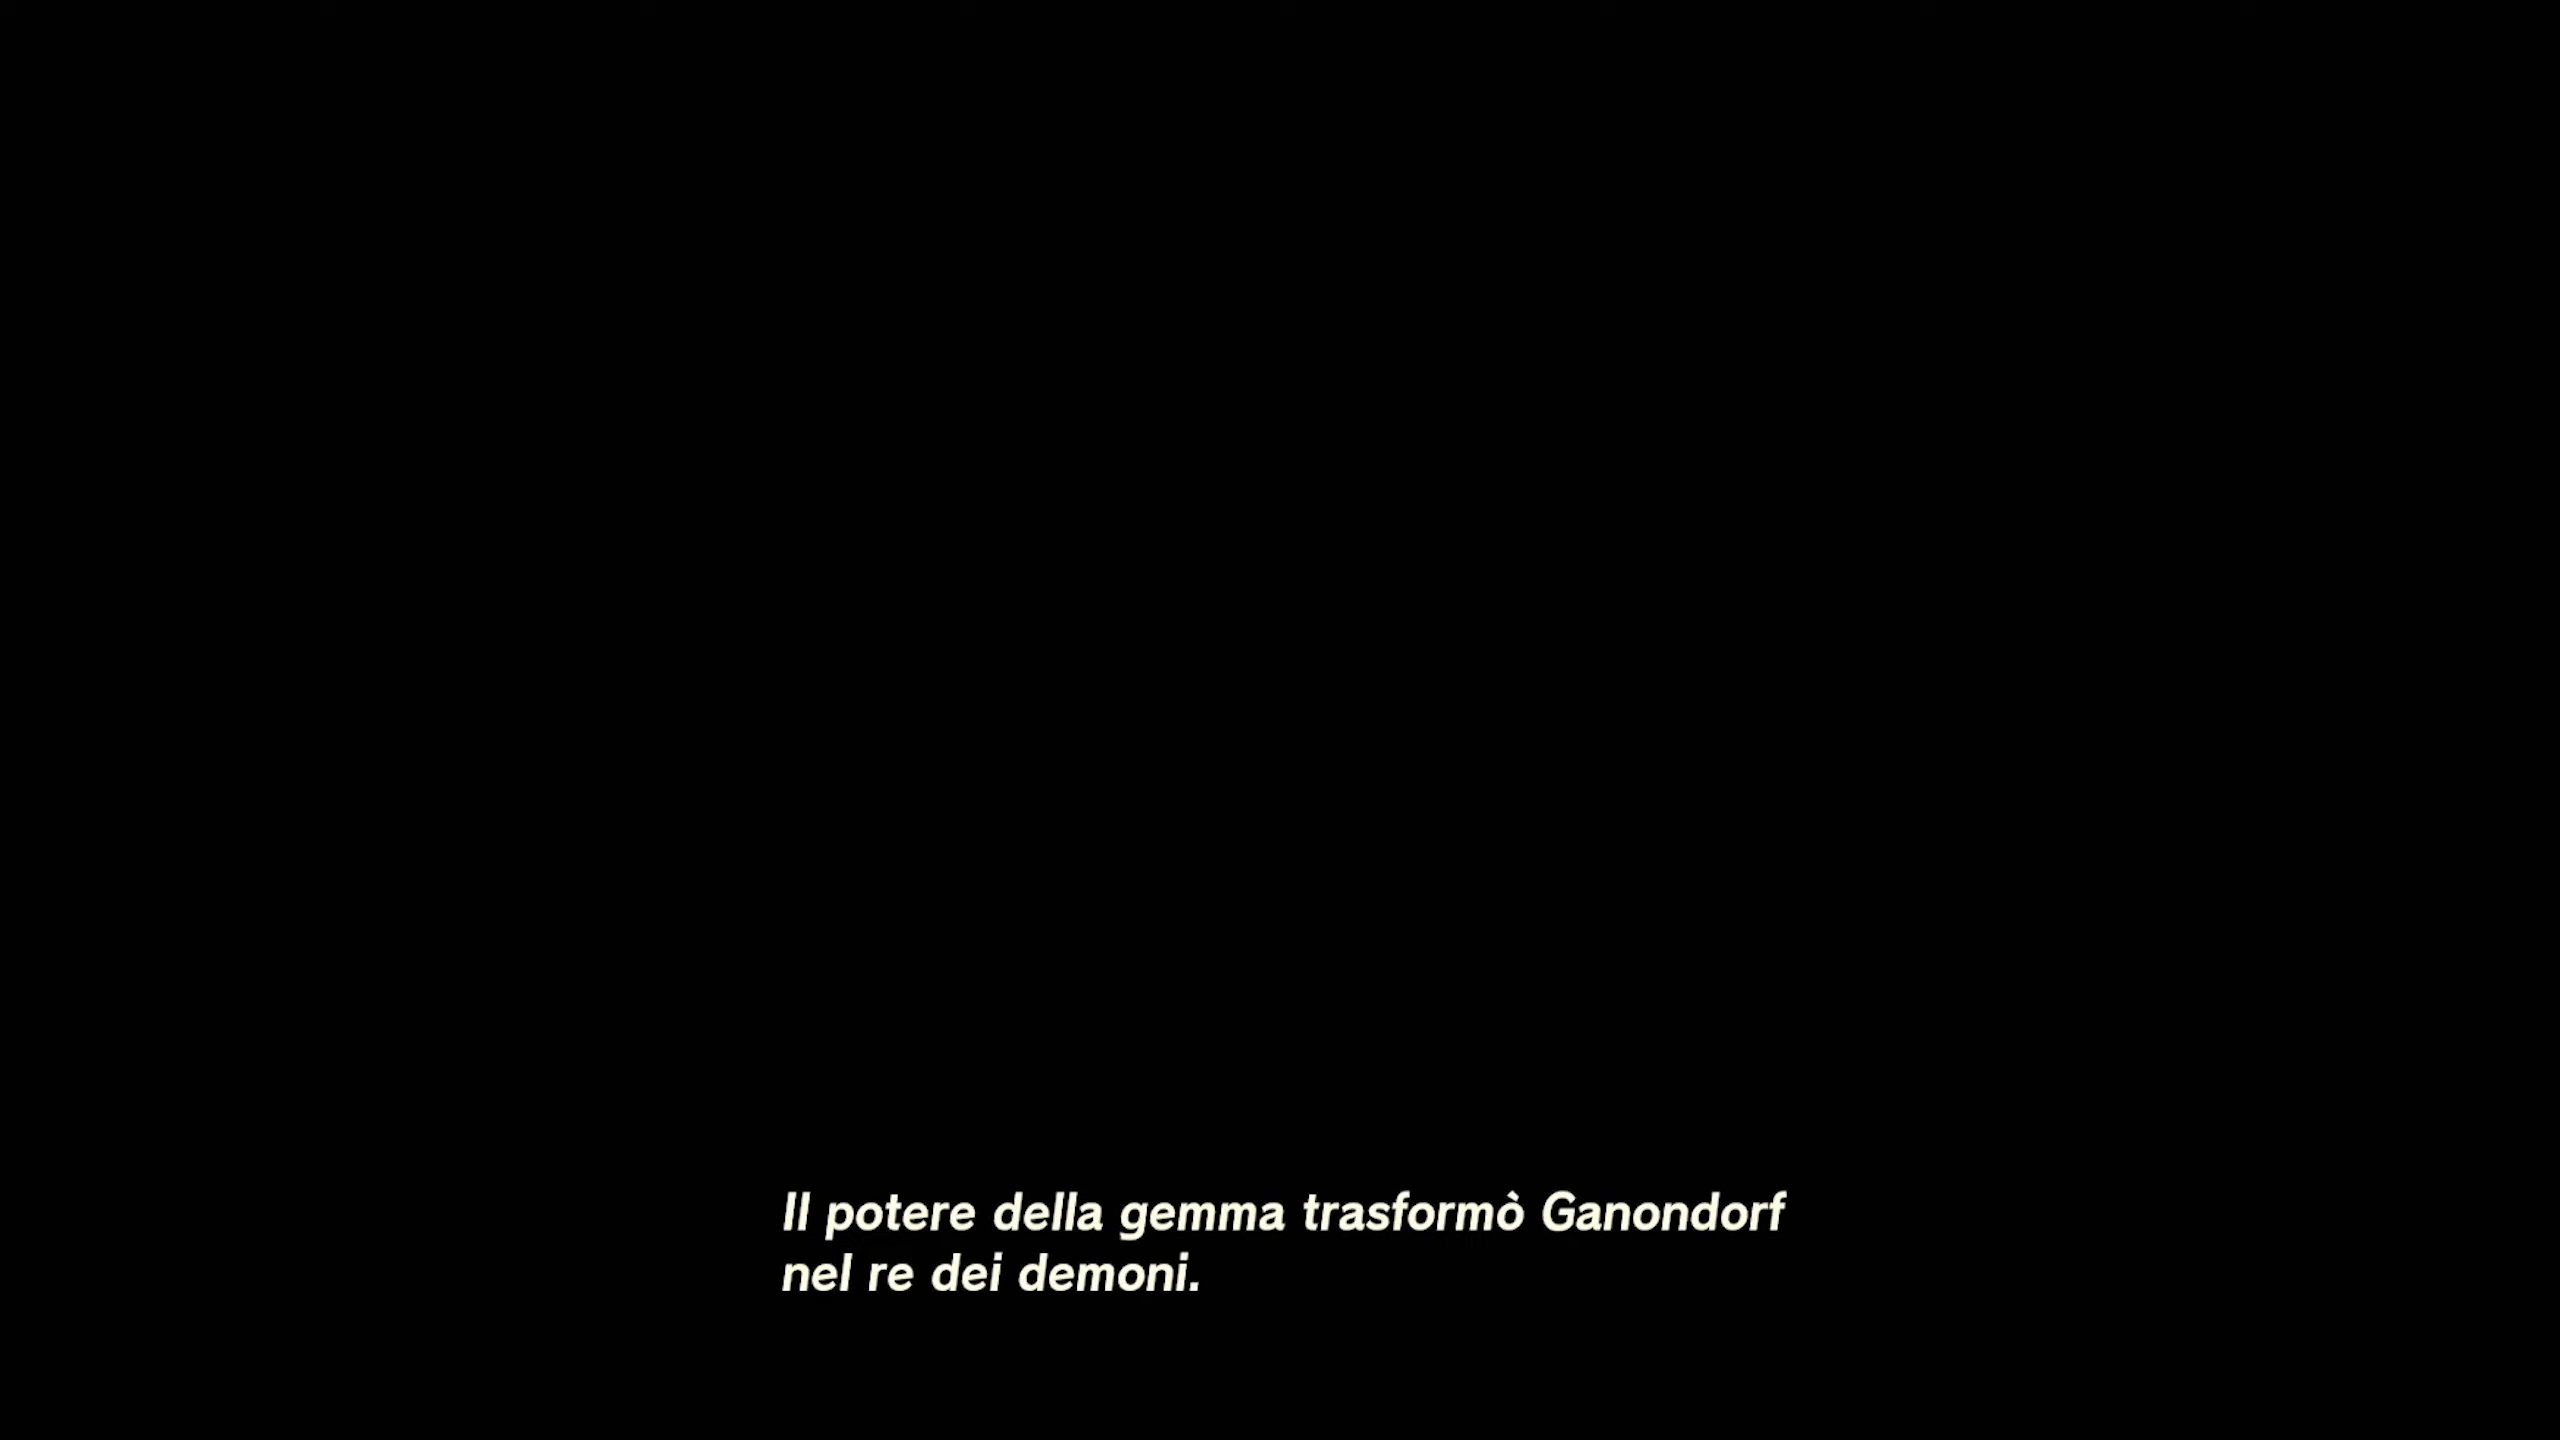 Il potere della gemma trasformò Ganondorf
nel re dei demoni.